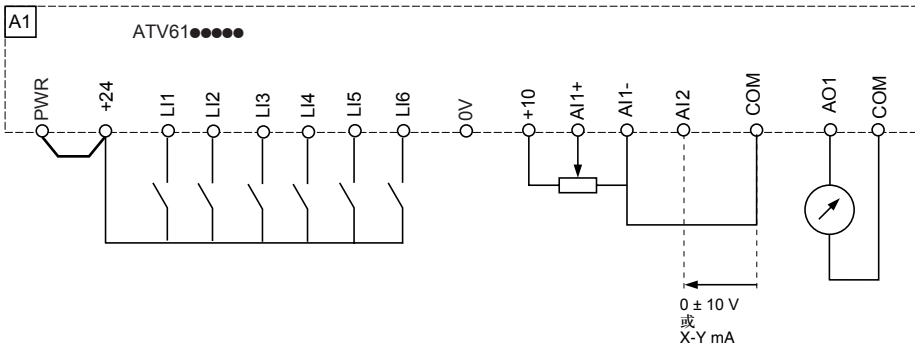 A1
ATV61●●●●●
PWR
+24
LI1
LI2
LI3
LI4
LI5
LI6
0V
+10
AI1+
AI1-
AI2
COM
AO1
COM
0 ± 10 V
或
X-Y mA